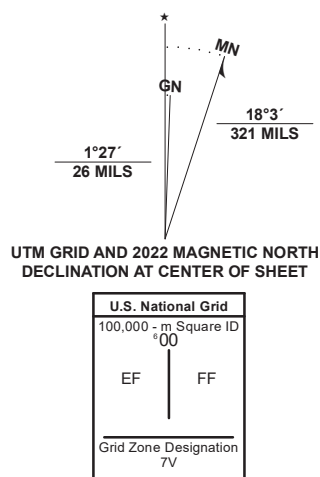 ★
MN
GN
1°27´
26 MILS
18°3´
321 MILS
UTM GRID AND 2022 MAGNETIC NORTH
DECLINATION AT CENTER OF SHEET
U.S. National Grid
100,000 - m Square ID
⁶00
EF FF
Grid Zone Designation
7V